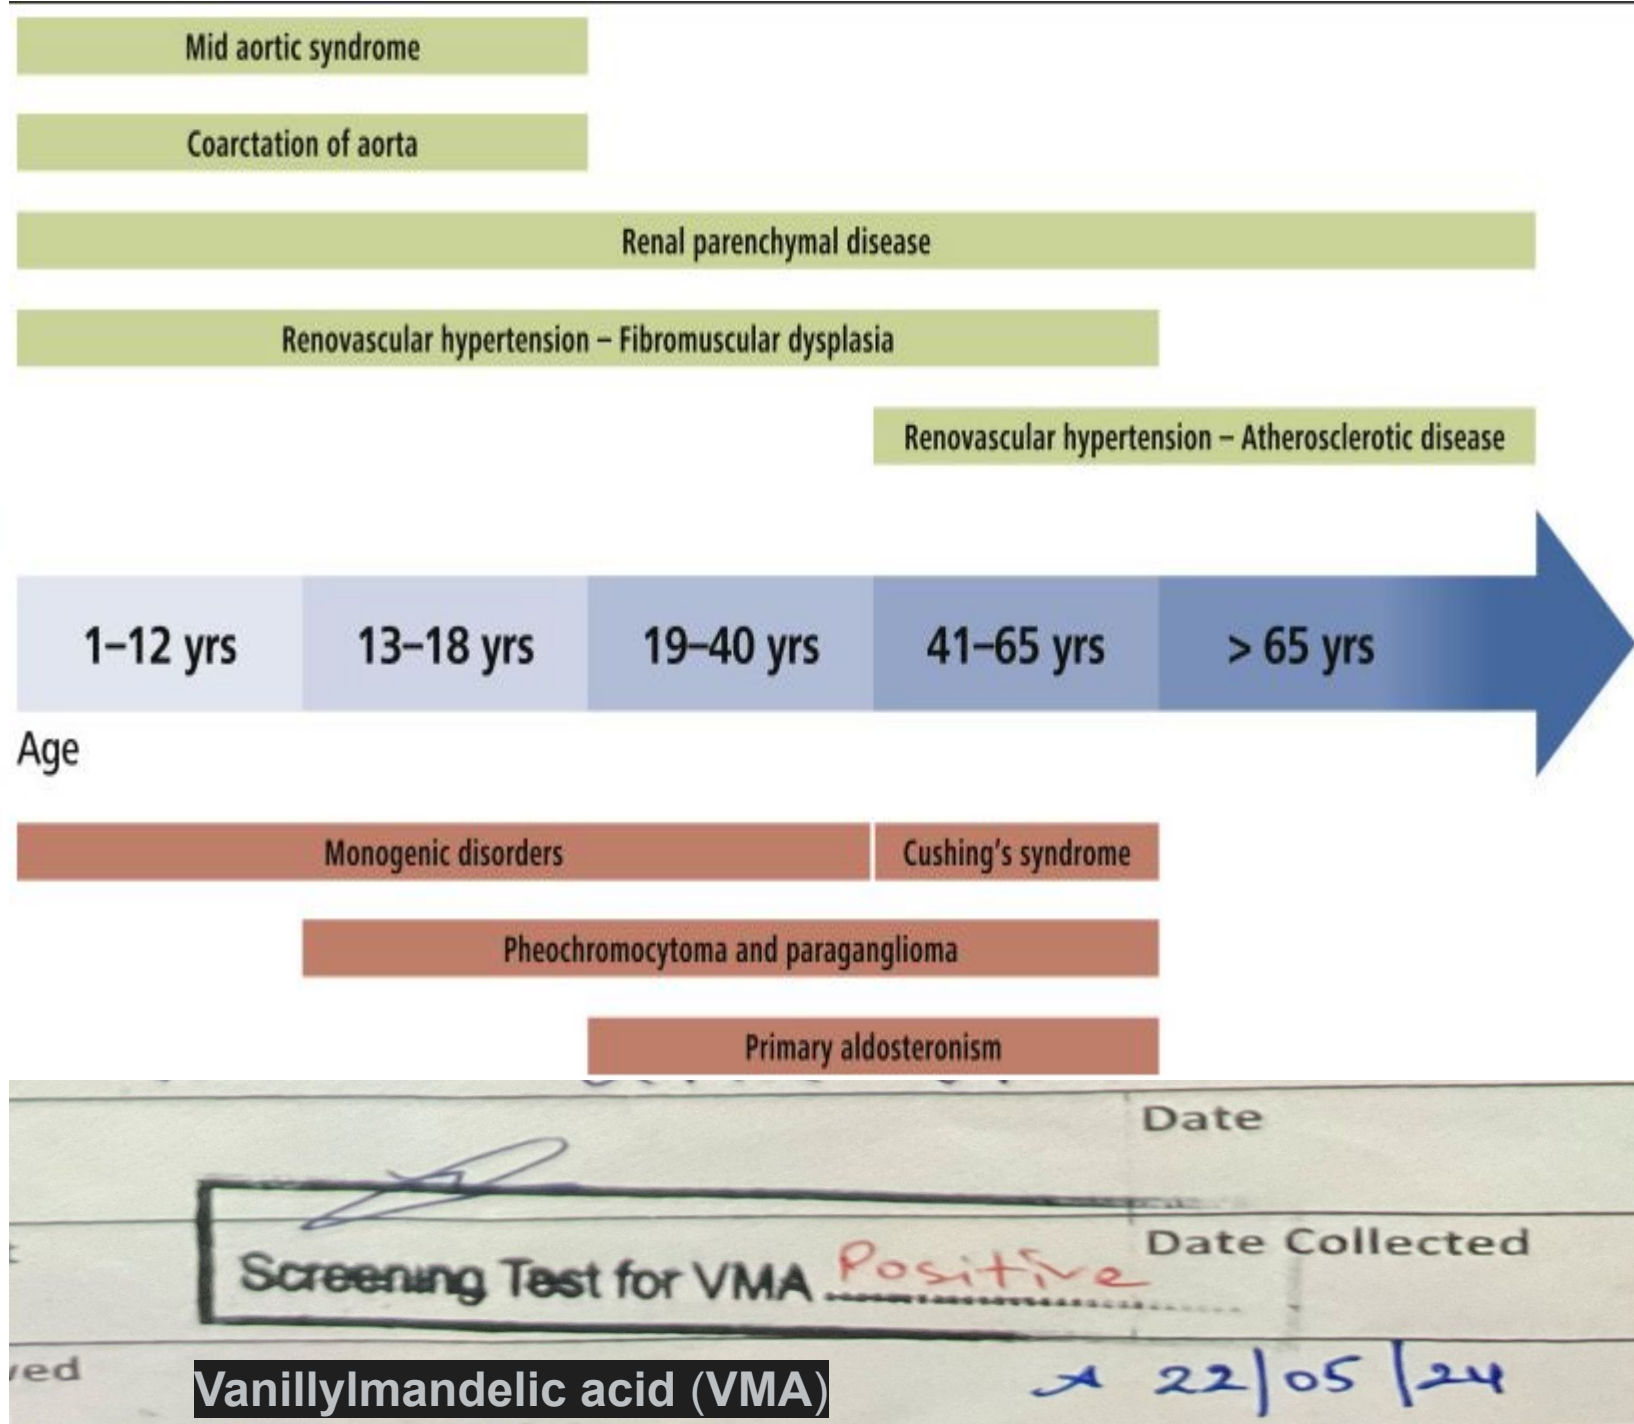 Mid aortic syndrome
Coarctation of aorta
Renal parenchymal disease
Renovascular hypertension – Fibromuscular dysplasia
Renovascular hypertension – Atherosclerotic disease
1–12 yrs 13–18 yrs 19–40 yrs 41–65 yrs > 65 yrs
Age
Monogenic disorders Cushing's syndrome
Pheochromocytoma and paraganglioma
Primary aldosteronism
Date
Date Collected
Screening Test for VMA Positive
Vanillylmandelic acid (VMA)
22/05/24